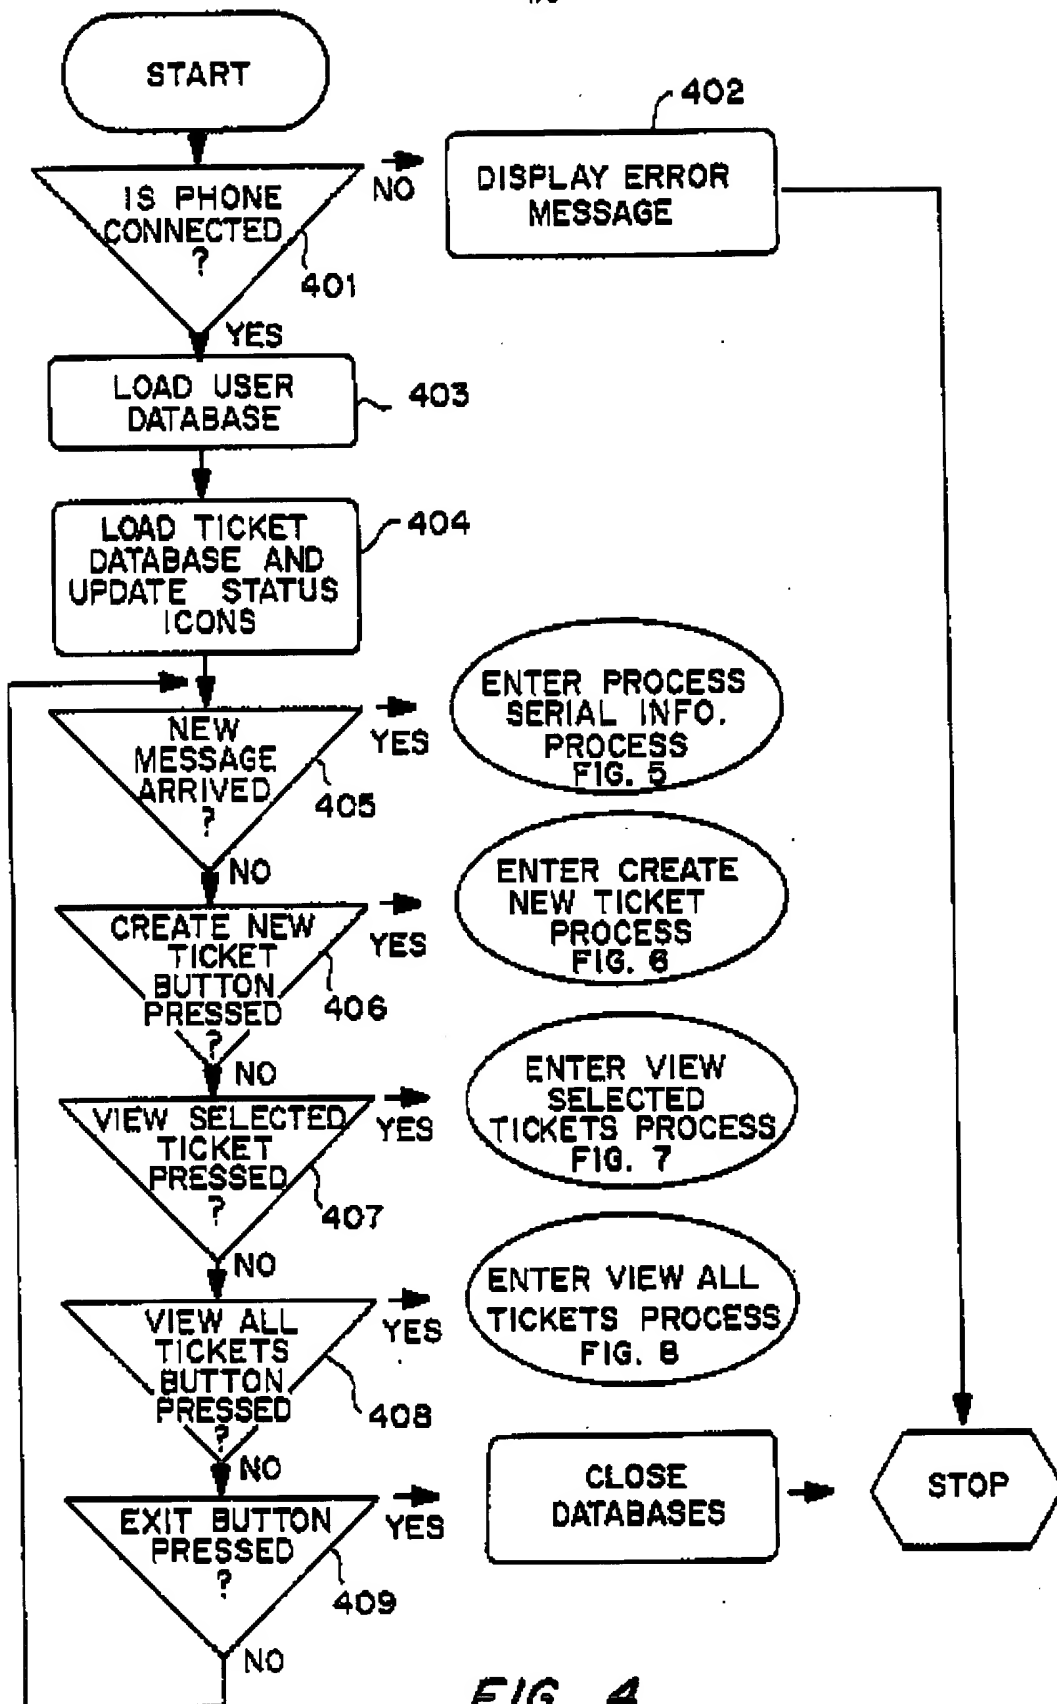 START
402
IS PHONE
CONNECTED
?
NO
DISPLAY ERROR
MESSAGE
401
YES
LOAD USER
DATABASE
403
LOAD TICKET
DATABASE AND
UPDATE STATUS
ICONS
404
NEW
MESSAGE
ARRIVED
?
YES
405
ENTER PROCESS
SERIAL INFO.
PROCESS
FIG. 5
NO
CREATE NEW
TICKET
BUTTON
PRESSED
?
YES
406
ENTER CREATE
NEW TICKET
PROCESS
FIG. 6
NO
VIEW SELECTED
TICKET
PRESSED
?
YES
407
ENTER VIEW
SELECTED
TICKETS PROCESS
FIG. 7
NO
VIEW ALL
TICKETS
BUTTON
PRESSED
?
YES
408
ENTER VIEW ALL
TICKETS PROCESS
FIG. 8
NO
EXIT BUTTON
PRESSED
?
YES
409
CLOSE
DATABASES
STOP
NO
FIG. 4